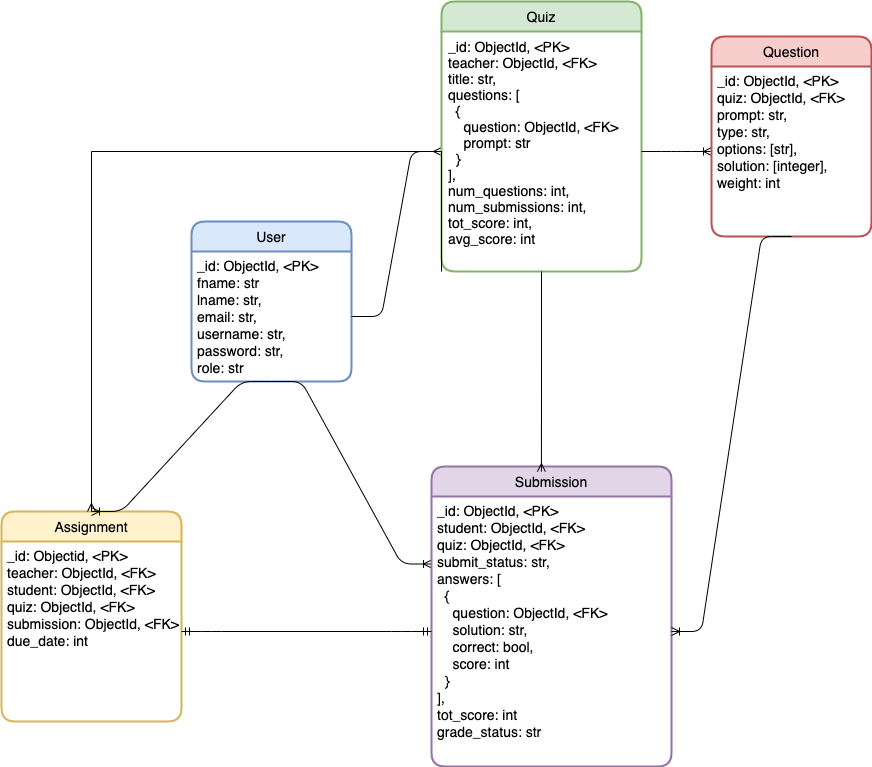 Quiz
_id: ObjectId, <PK>
teacher: ObjectId, <FK>
title: str,
questions: [
{
question: ObjectId, <FK>
prompt: str
}
],
num_questions: int,
num_submissions: int,
tot_score: int,
avg_score: int
Question
_id: ObjectId, <PK>
quiz: ObjectId, <FK>
prompt: str,
type: str,
options: [str],
solution: [integer],
weight: int
User
_id: ObjectId, <PK>
fname: str
lname: str,
email: str,
username: str,
password: str,
role: str
Assignment
_id: Objectid, <PK>
teacher: ObjectId, <FK>
student: ObjectId, <FK>
quiz: ObjectId, <FK>
submission: ObjectId, <FK>
due_date: int
Submission
_id: ObjectId, <PK>
student: ObjectId, <FK>
quiz: ObjectId, <FK>
submit_status: str,
answers: [
{
question: ObjectId, <FK>
solution: str,
correct: bool,
score: int
}
],
tot_score: int
grade_status: str